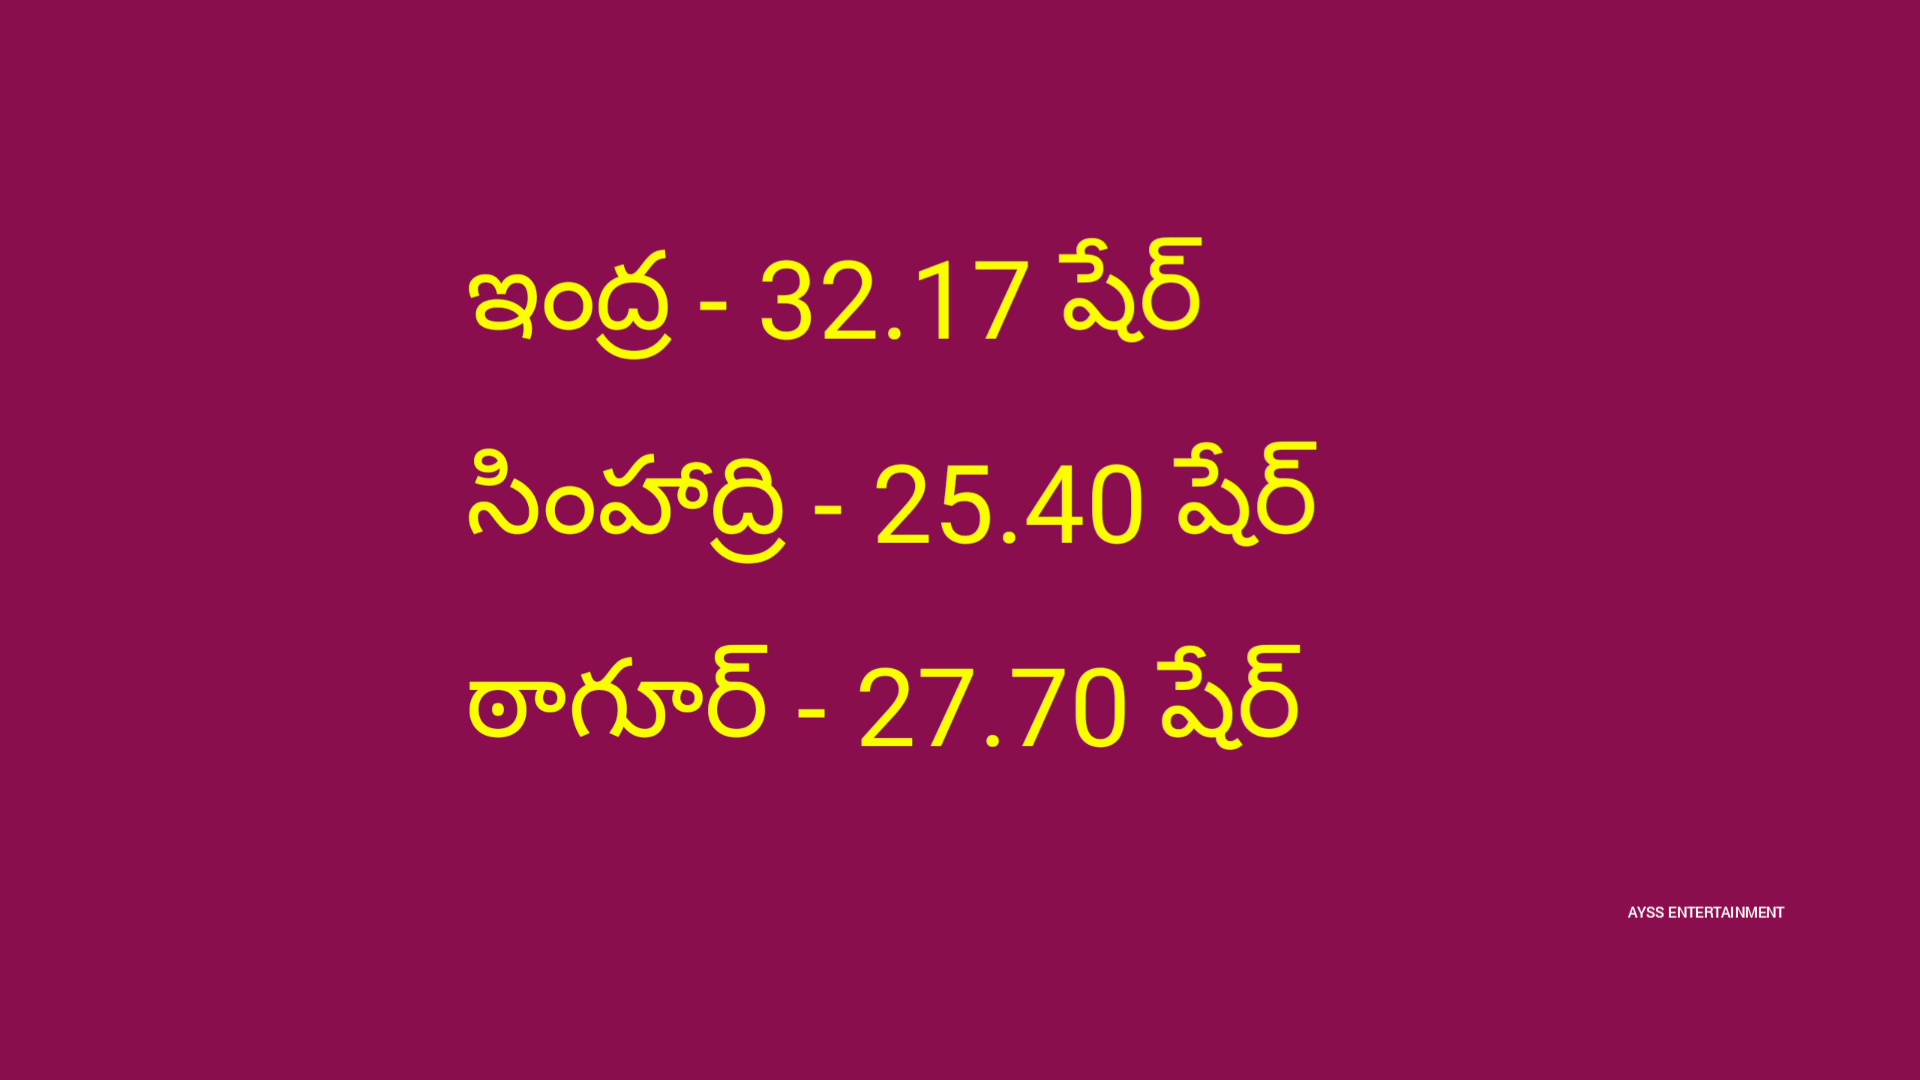 ఇంద్ర - 32.17 షేర్
సింహాద్రి - 25.40 షేర్
ఠాగూర్ - 27.70 షేర్
AYSS ENTERTAINMENT